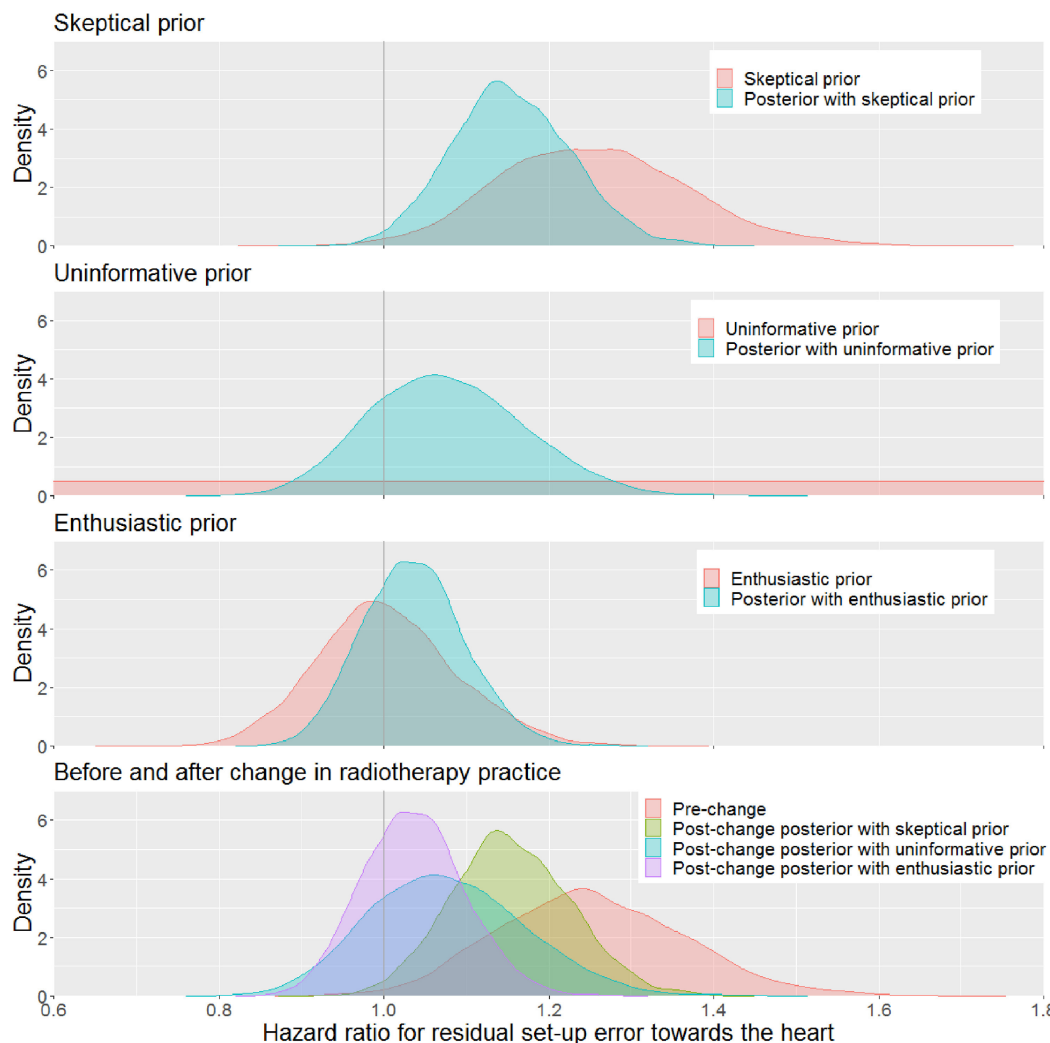 Skeptical prior
6
4
2
0
Density
Skeptical prior
Posterior with skeptical prior
Uninformative prior
6
4
2
0
Density
Uninformative prior
Posterior with uninformative prior
Enthusiastic prior
6
4
2
0
Density
Enthusiastic prior
Posterior with enthusiastic prior
Before and after change in radiotherapy practice
6
4
2
0
Density
Pre-change
Post-change posterior with skeptical prior
Post-change posterior with uninformative prior
Post-change posterior with enthusiastic prior
0.6 0.8 1.0 1.2 1.4 1.6 1.8
Hazard ratio for residual set-up error towards the heart